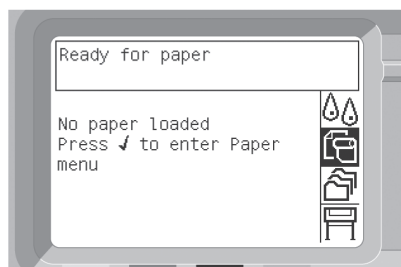 Ready for paper
No paper loaded
Press ✓ to enter Paper
menu